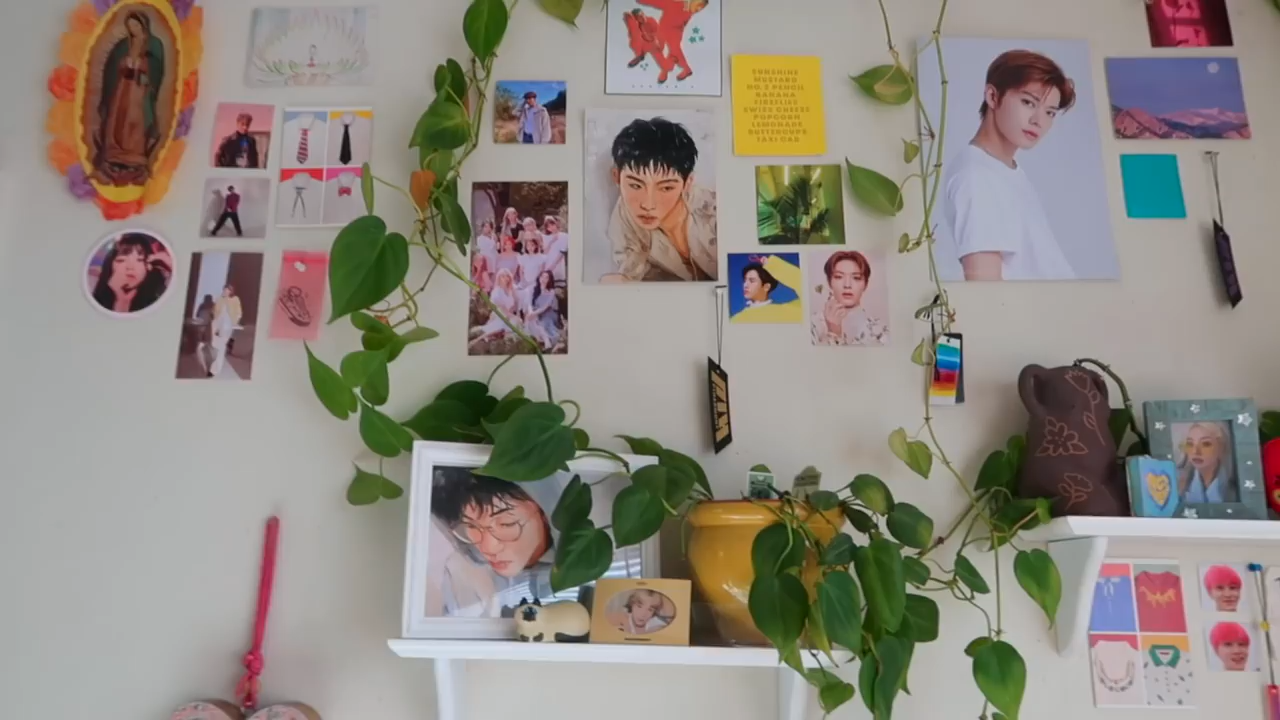 SUNSHINE
MUSTARD
NO. 2 PENCIL
BANANA
FIREFLIES
SWISS CHEESE
POPCORN
LEMONADE
BUTTERCUPS
TAXI CAB